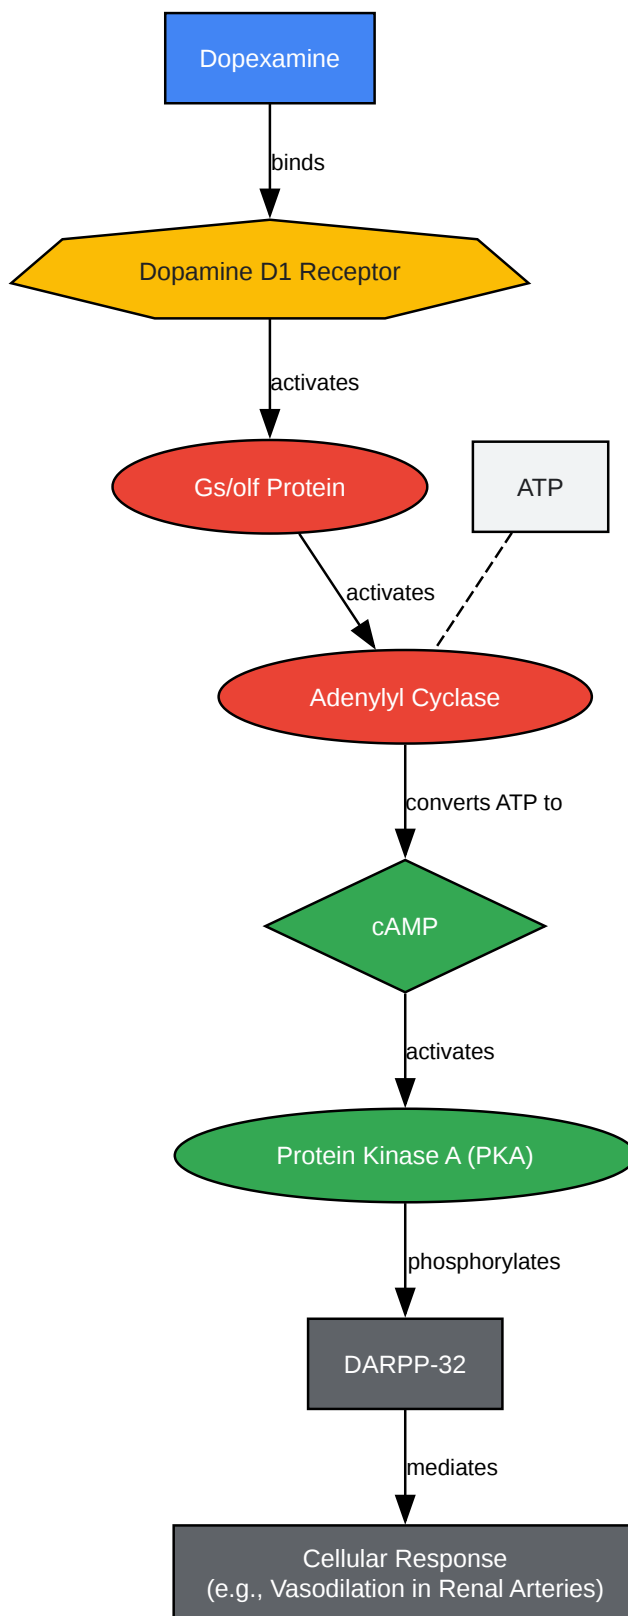 Dopexamine
binds
Dopamine D1 Receptor
activates
Gs/olf Protein
ATP
activates
Adenylyl Cyclase
converts ATP to
cAMP
activates
Protein Kinase A (PKA)
phosphorylates
DARPP-32
mediates
Cellular Response
(e.g., Vasodilation in Renal Arteries)